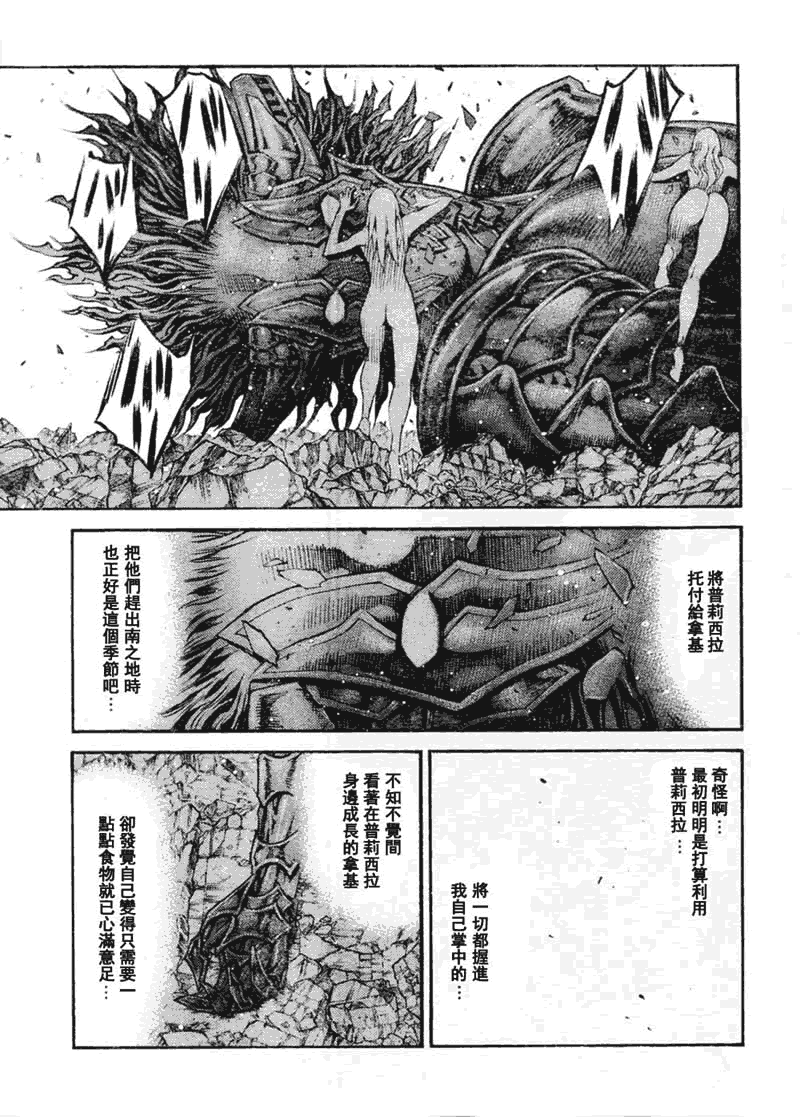 將普莉西拉
托付給拿基
把他們趕出南之地時
也正好是這個季節吧…
奇怪啊…
最初明明是打算利用
普莉西拉…
將一切都握進
我自己掌中的…
不知不覺間
看著在普莉西拉
身邊成長的拿基
卻發覺自己變得只需要一
點點食物就已心滿意足…